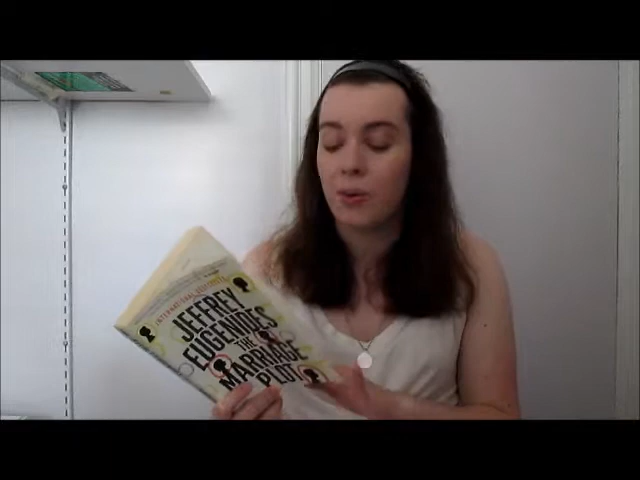 INTERNATIONAL BESTSELLER
JEFFREY
EUGENIDES
THE
MARRIAGE
PLOT